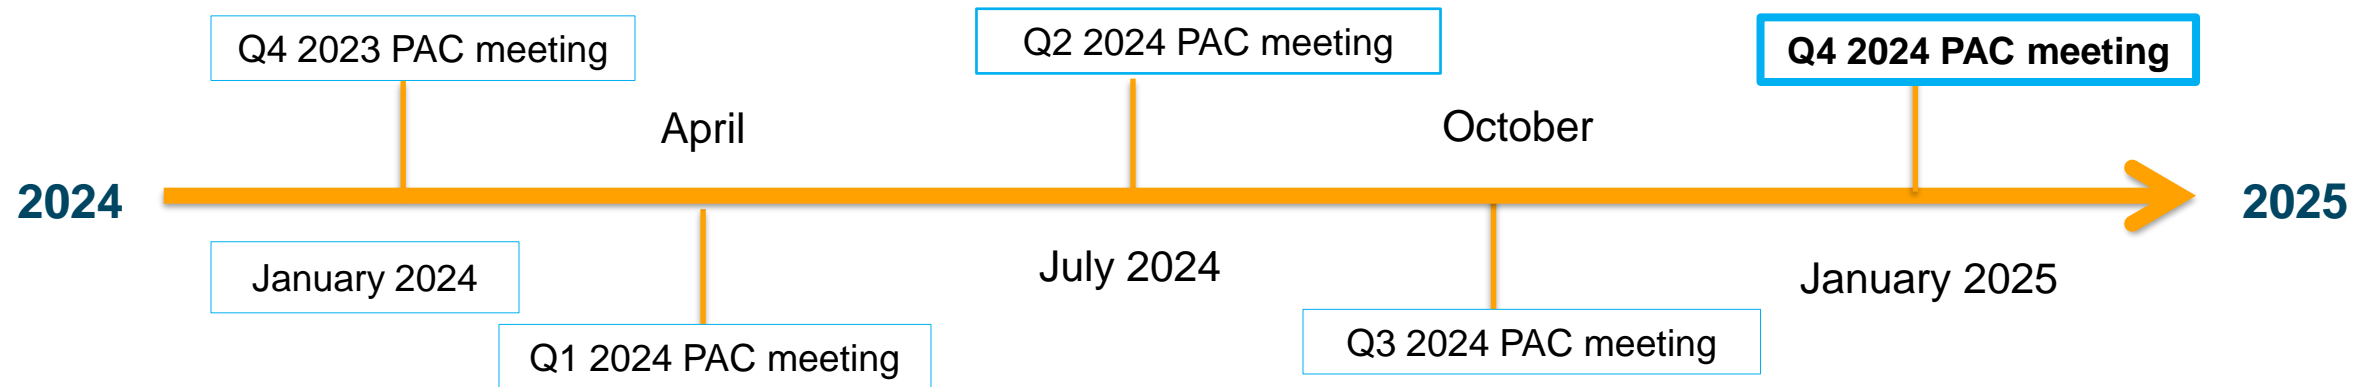 Q4 2023 PAC meeting
Q2 2024 PAC meeting
Q4 2024 PAC meeting
April
October
2024
2025
January 2024
July 2024
January 2025
Q1 2024 PAC meeting
Q3 2024 PAC meeting